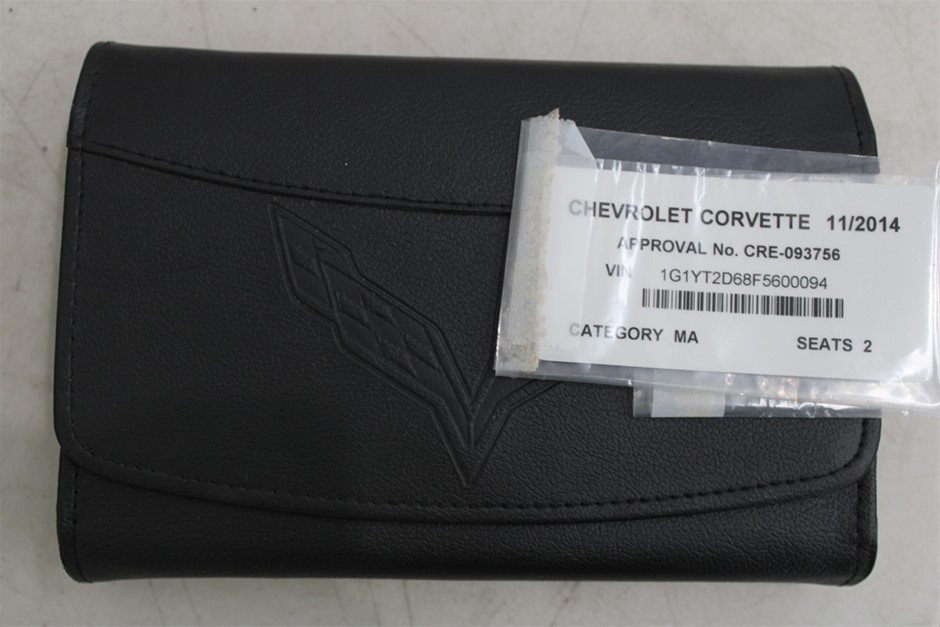 CHEVROLET CORVETTE 11/2014
APPROVAL No. CRE-093756
VIN 1G1YT2D68F5600094
CATEGORY MA SEATS 2